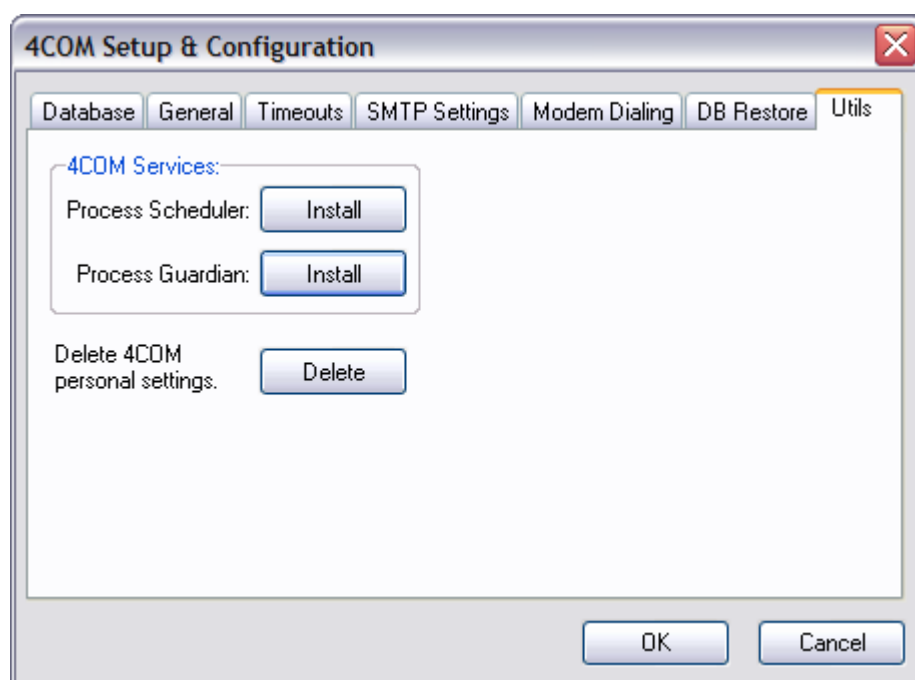 4COM Setup & Configuration
Database General Timeouts SMTP Settings Modem Dialing DB Restore Utils
4COM Services:
Process Scheduler: Install
Process Guardian: Install
Delete 4COM
personal settings. Delete
OK Cancel